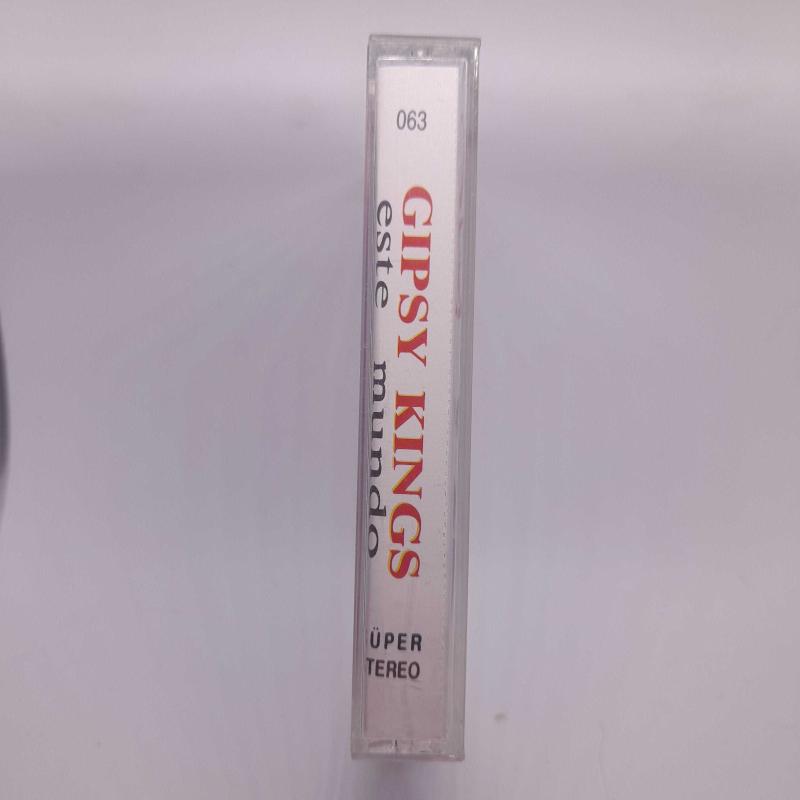 063
GIPSY KINGS
este mundo
ÜPER
TEREO